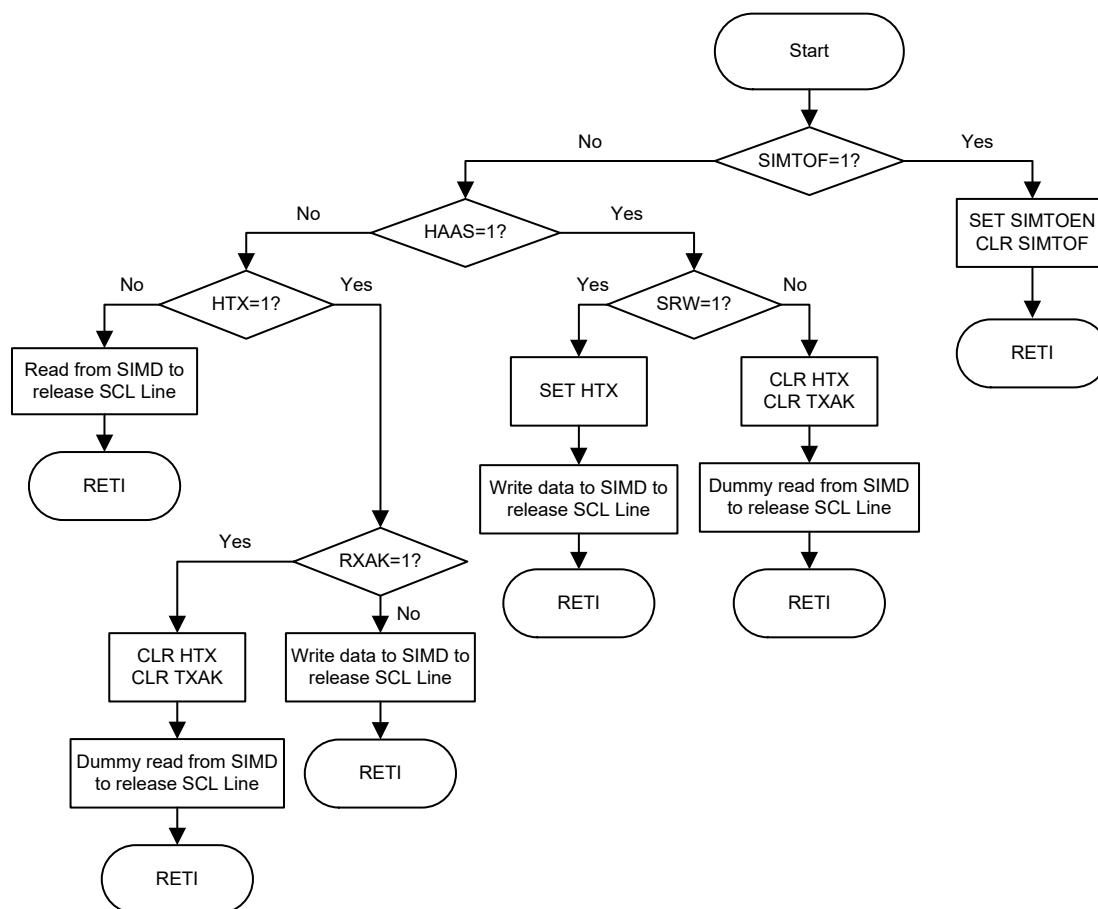 Start
No
Yes
SIMTOF=1?
No
Yes
HAAS=1?
SET SIMTOEN
CLR SIMTOF
No
Yes
HTX=1?
Yes
No
SRW=1?
RETI
Read from SIMD to
release SCL Line
SET HTX
CLR HTX
CLR TXAK
RETI
Write data to SIMD to
release SCL Line
Dummy read from SIMD
to release SCL Line
Yes
RXAK=1?
No
RETI
RETI
CLR HTX
CLR TXAK
Write data to SIMD to
release SCL Line
Dummy read from SIMD
to release SCL Line
RETI
RETI